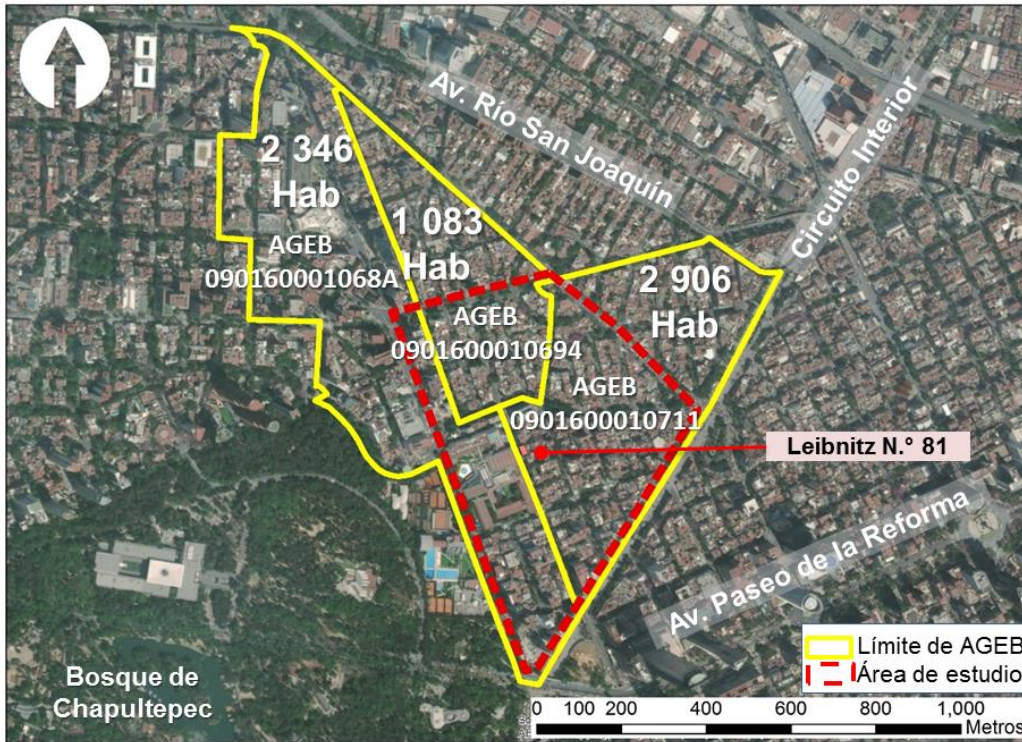 Av. Río San Joaquín
Circuito Interior
2 346
Hab
AGEB
090160001068A
1 083
Hab
AGEB
0901600010694
2 906
Hab
AGEB
0901600010711
Leibnitz N.° 81
Av. Paseo de la Reforma
Bosque de
Chapultepec
Límite de AGEB
Área de estudio
0 100 200 400 600 800 1,000
Metros